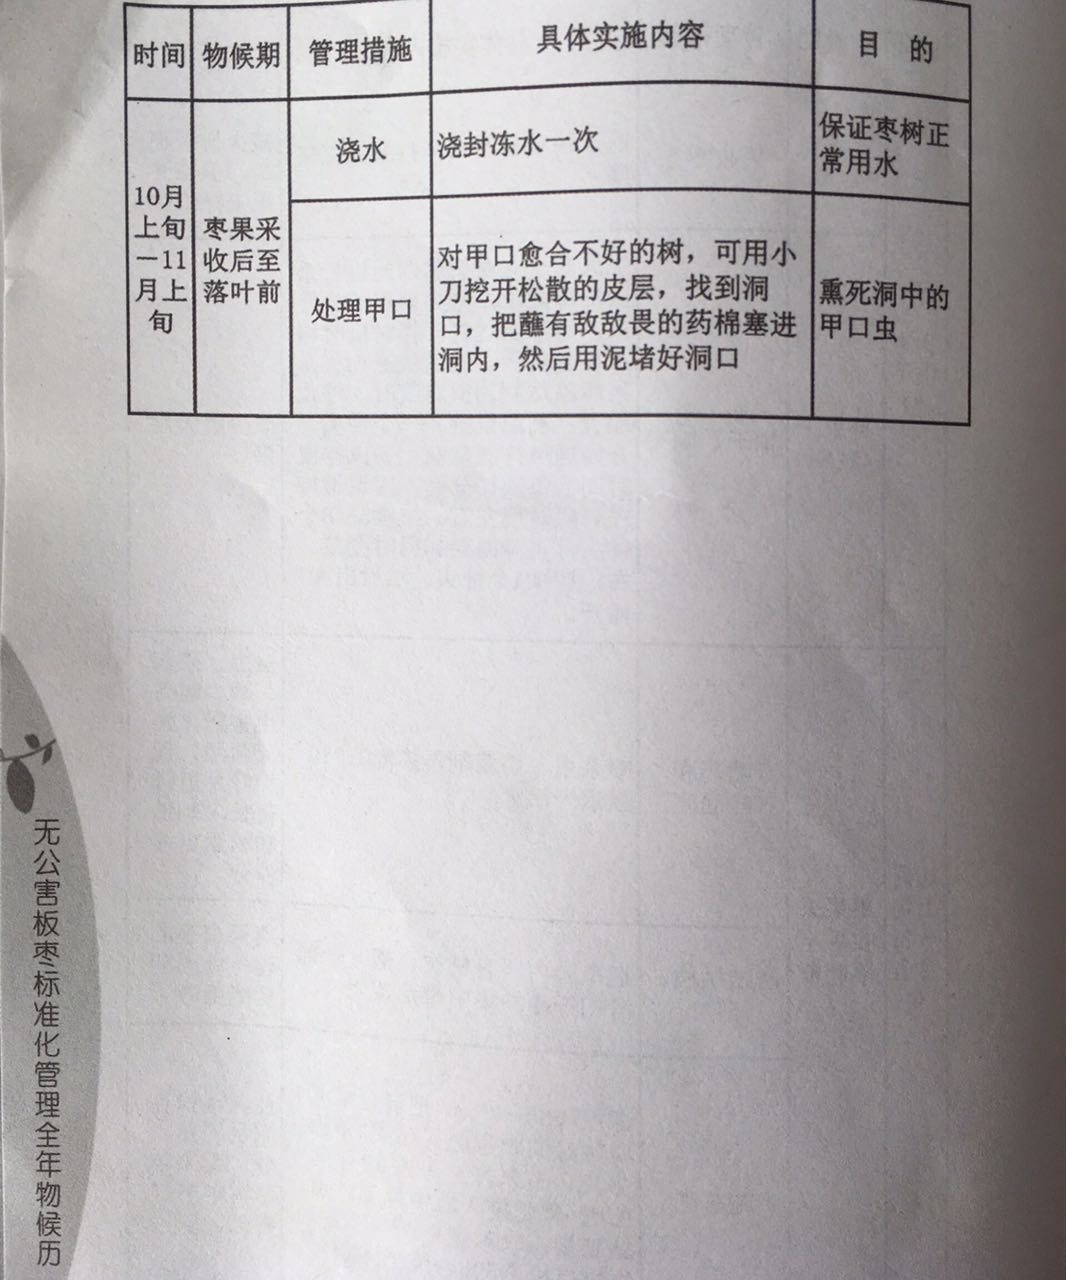 时间 物候期 管理措施 具体实施内容 目 的
10月
上旬
－11
月上
旬
枣果采
收后至
落叶前
浇水
浇封冻水一次
保证枣树正
常用水
处理甲口
对甲口愈合不好的树，可用小
刀挖开松散的皮层，找到洞
口，把蘸有敌敌畏的药棉塞进
洞内，然后用泥堵好洞口
熏死洞中的
甲口虫
无公害板枣标准化管理全年物候历